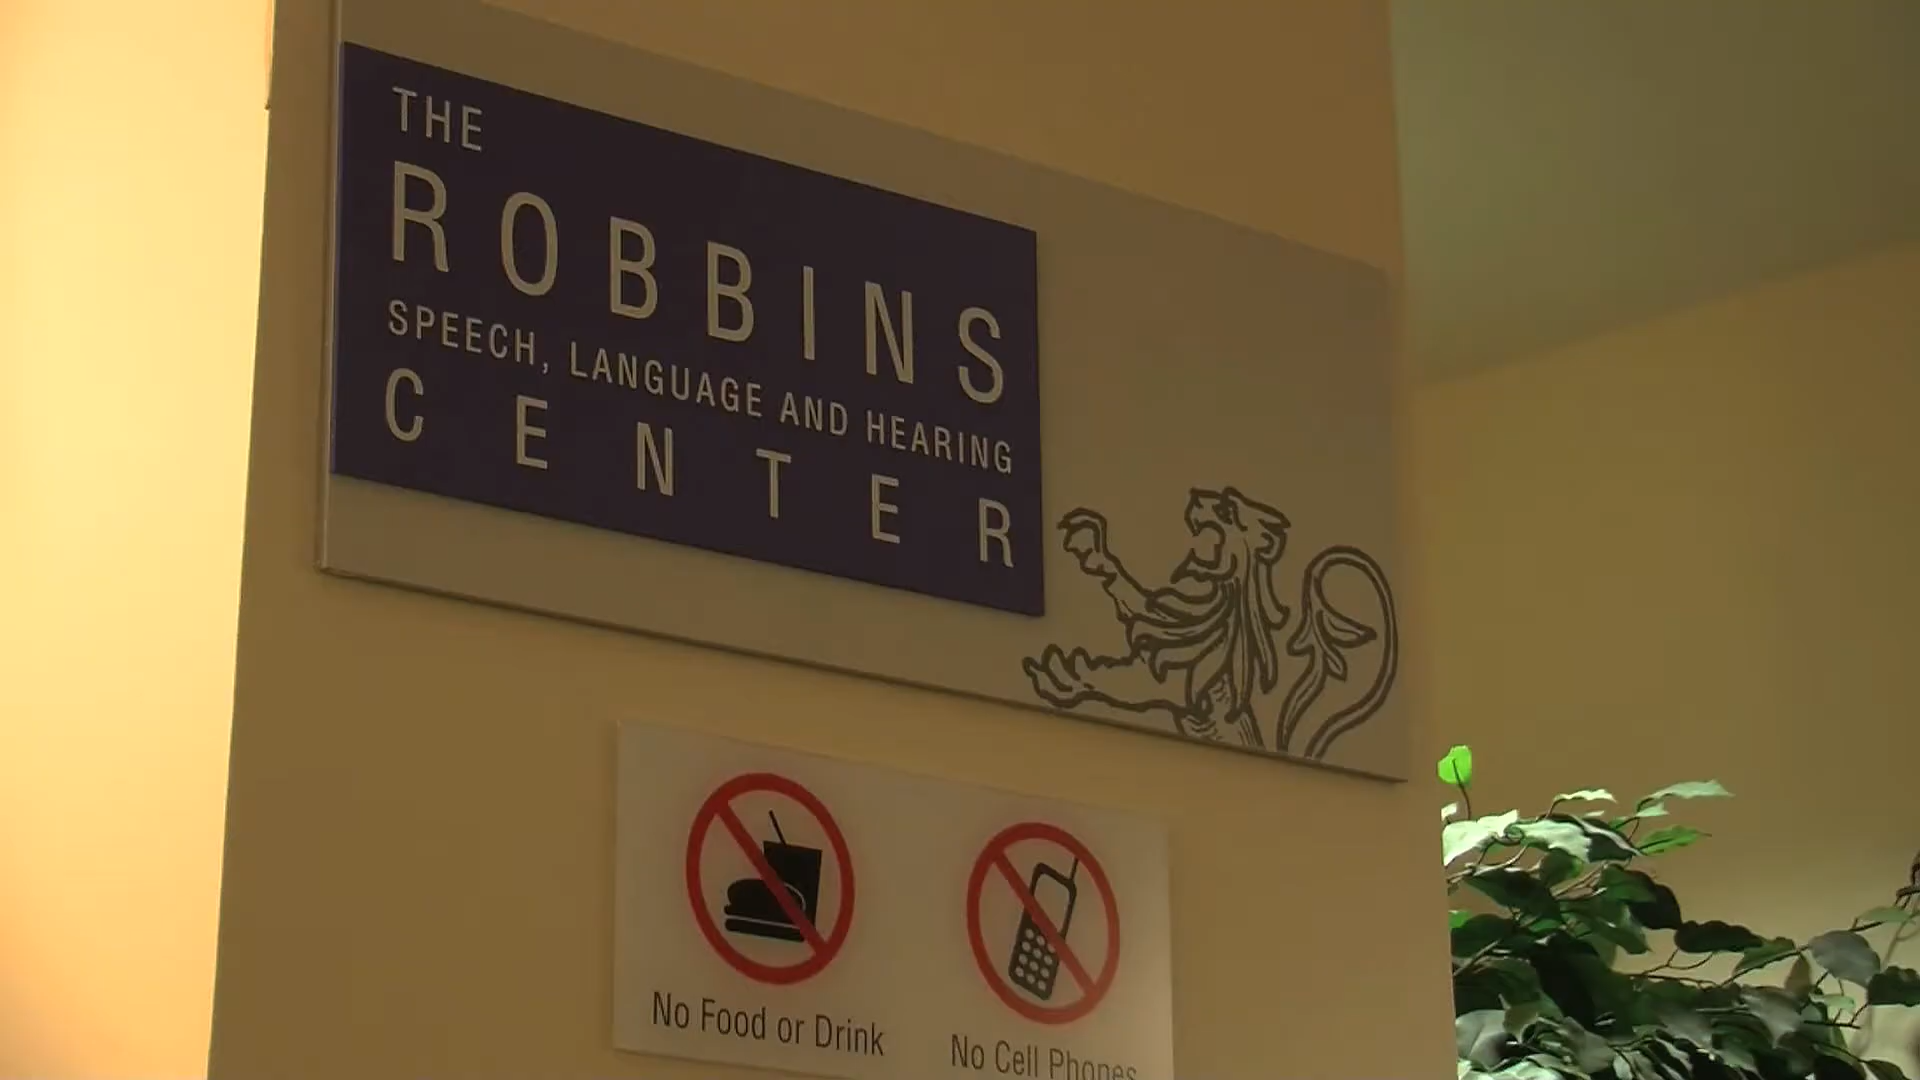 THE
ROBBINS
SPEECH, LANGUAGE AND HEARING
CENTER
No Food or Drink
No Cell Phones